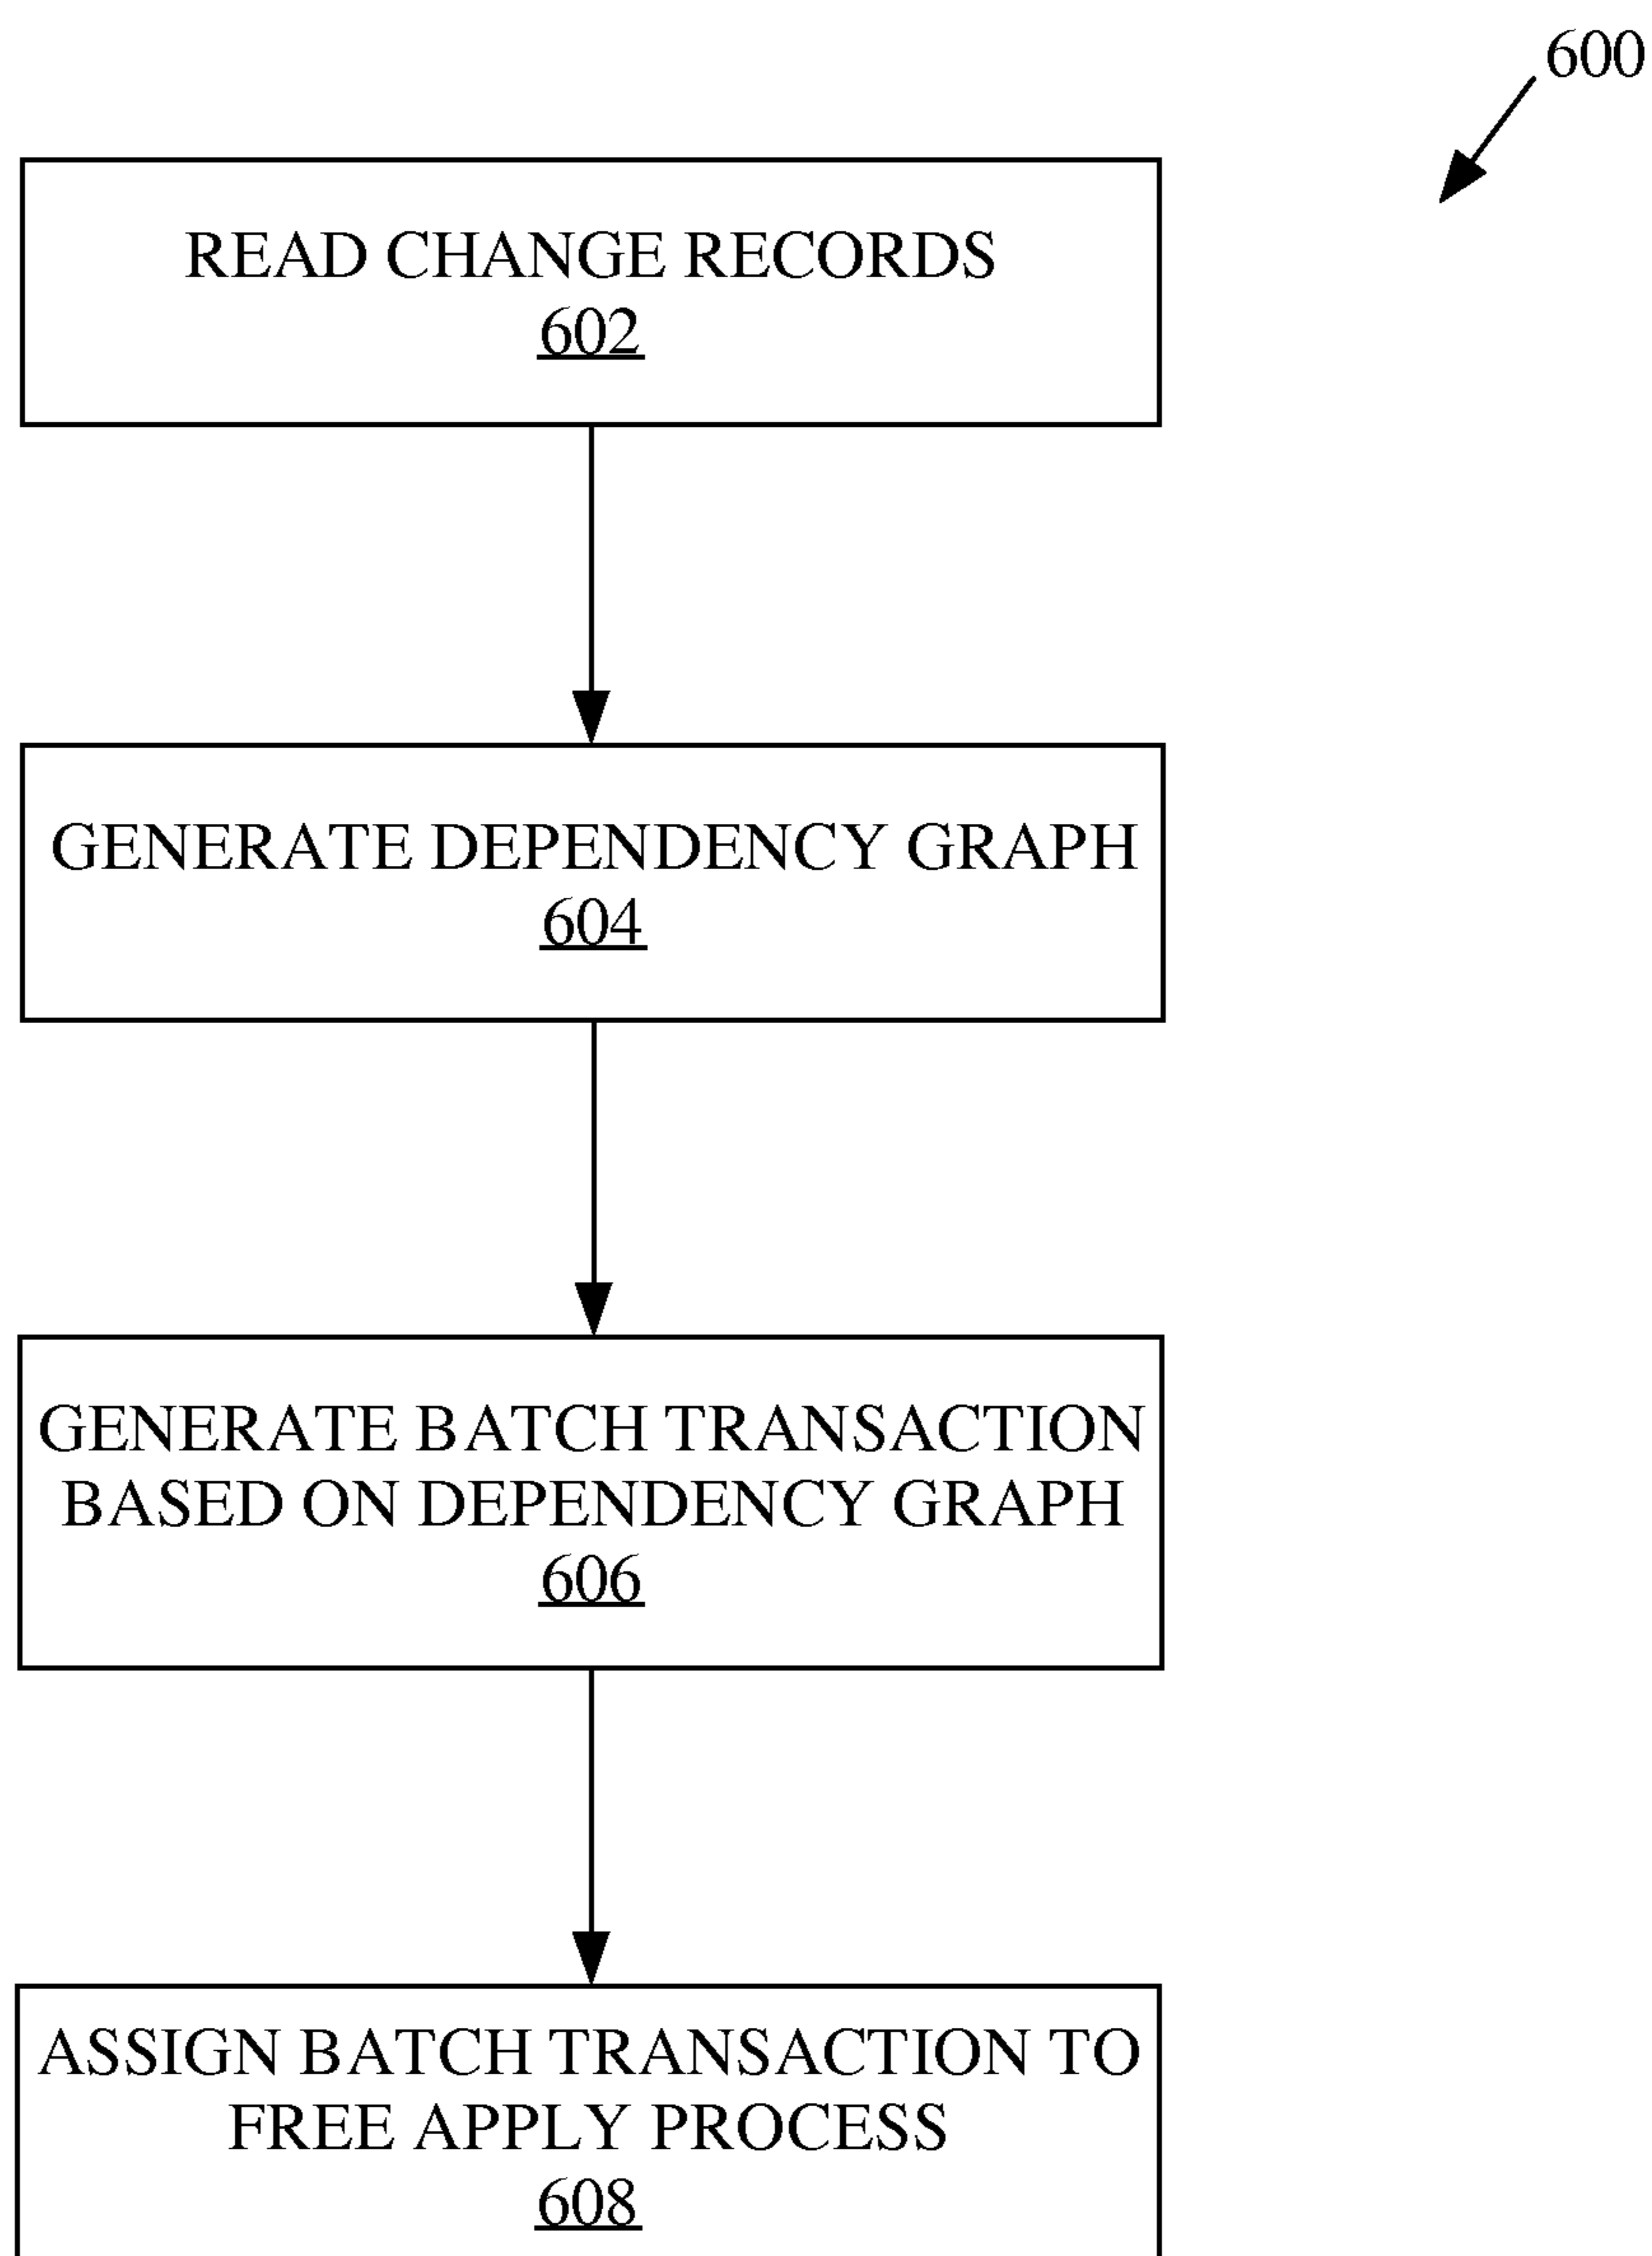 600
READ CHANGE RECORDS
602
GENERATE DEPENDENCY GRAPH
604
GENERATE BATCH TRANSACTION
BASED ON DEPENDENCY GRAPH
606
ASSIGN BATCH TRANSACTION TO
FREE APPLY PROCESS
608